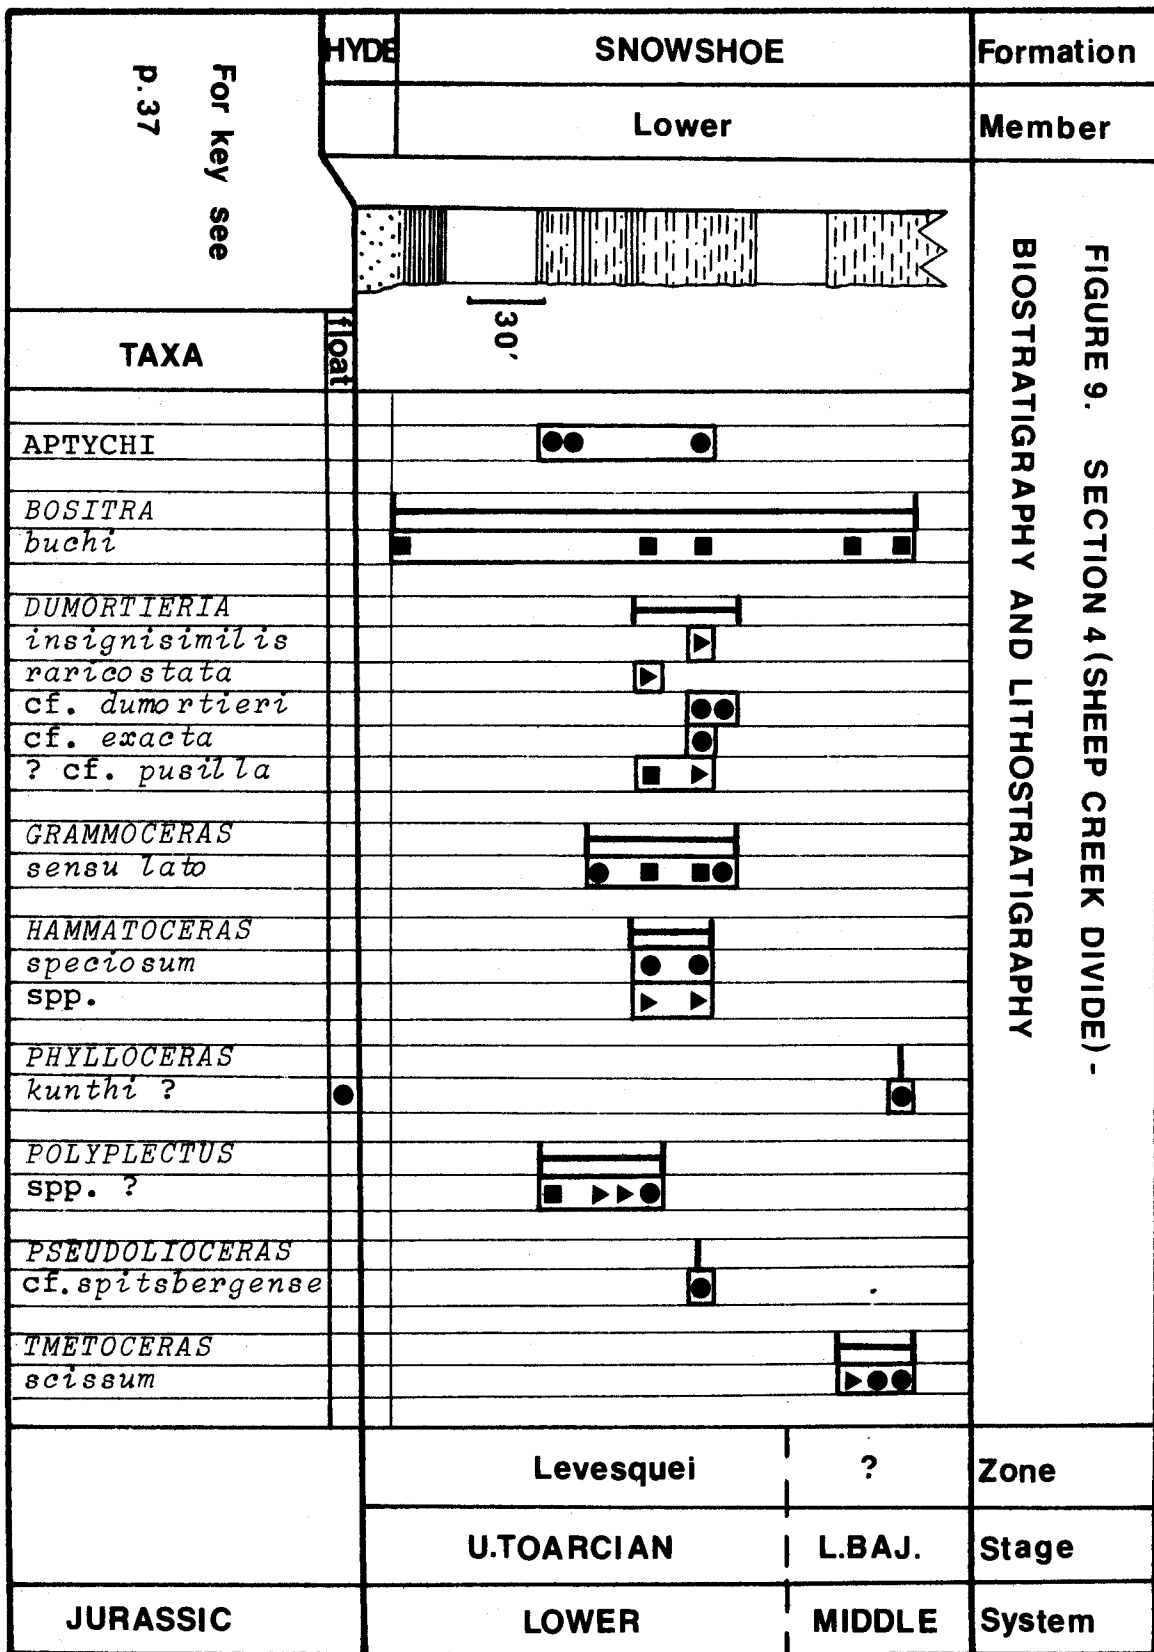 HYDE SNOWSHOE Formation
Lower Member
For key see
p.37
30'
FIGURE 9. SECTION 4 (SHEEP CREEK DIVIDE) -
BIOSTRATIGRAPHY AND LITHOSTRATIGRAPHY
TAXA float
APTYCHI
BOSITRA
buchi
DUMORTIERIA
insignisimilis
raricostata
cf. dumortieri
cf. exacta
? cf. pusilla
GRAMMOCERAS
sensu lato
HAMMATOCERAS
speciosum
spp.
PHYLLOCERAS
kunthi ?
POLYPLECTUS
spp. ?
PSEUDOLIOCERAS
cf. spitsbergense
TMETOCERAS
scissum
Levesquei ? Zone
U.TOARCIAN L.BAJ. Stage
JURASSIC LOWER MIDDLE System